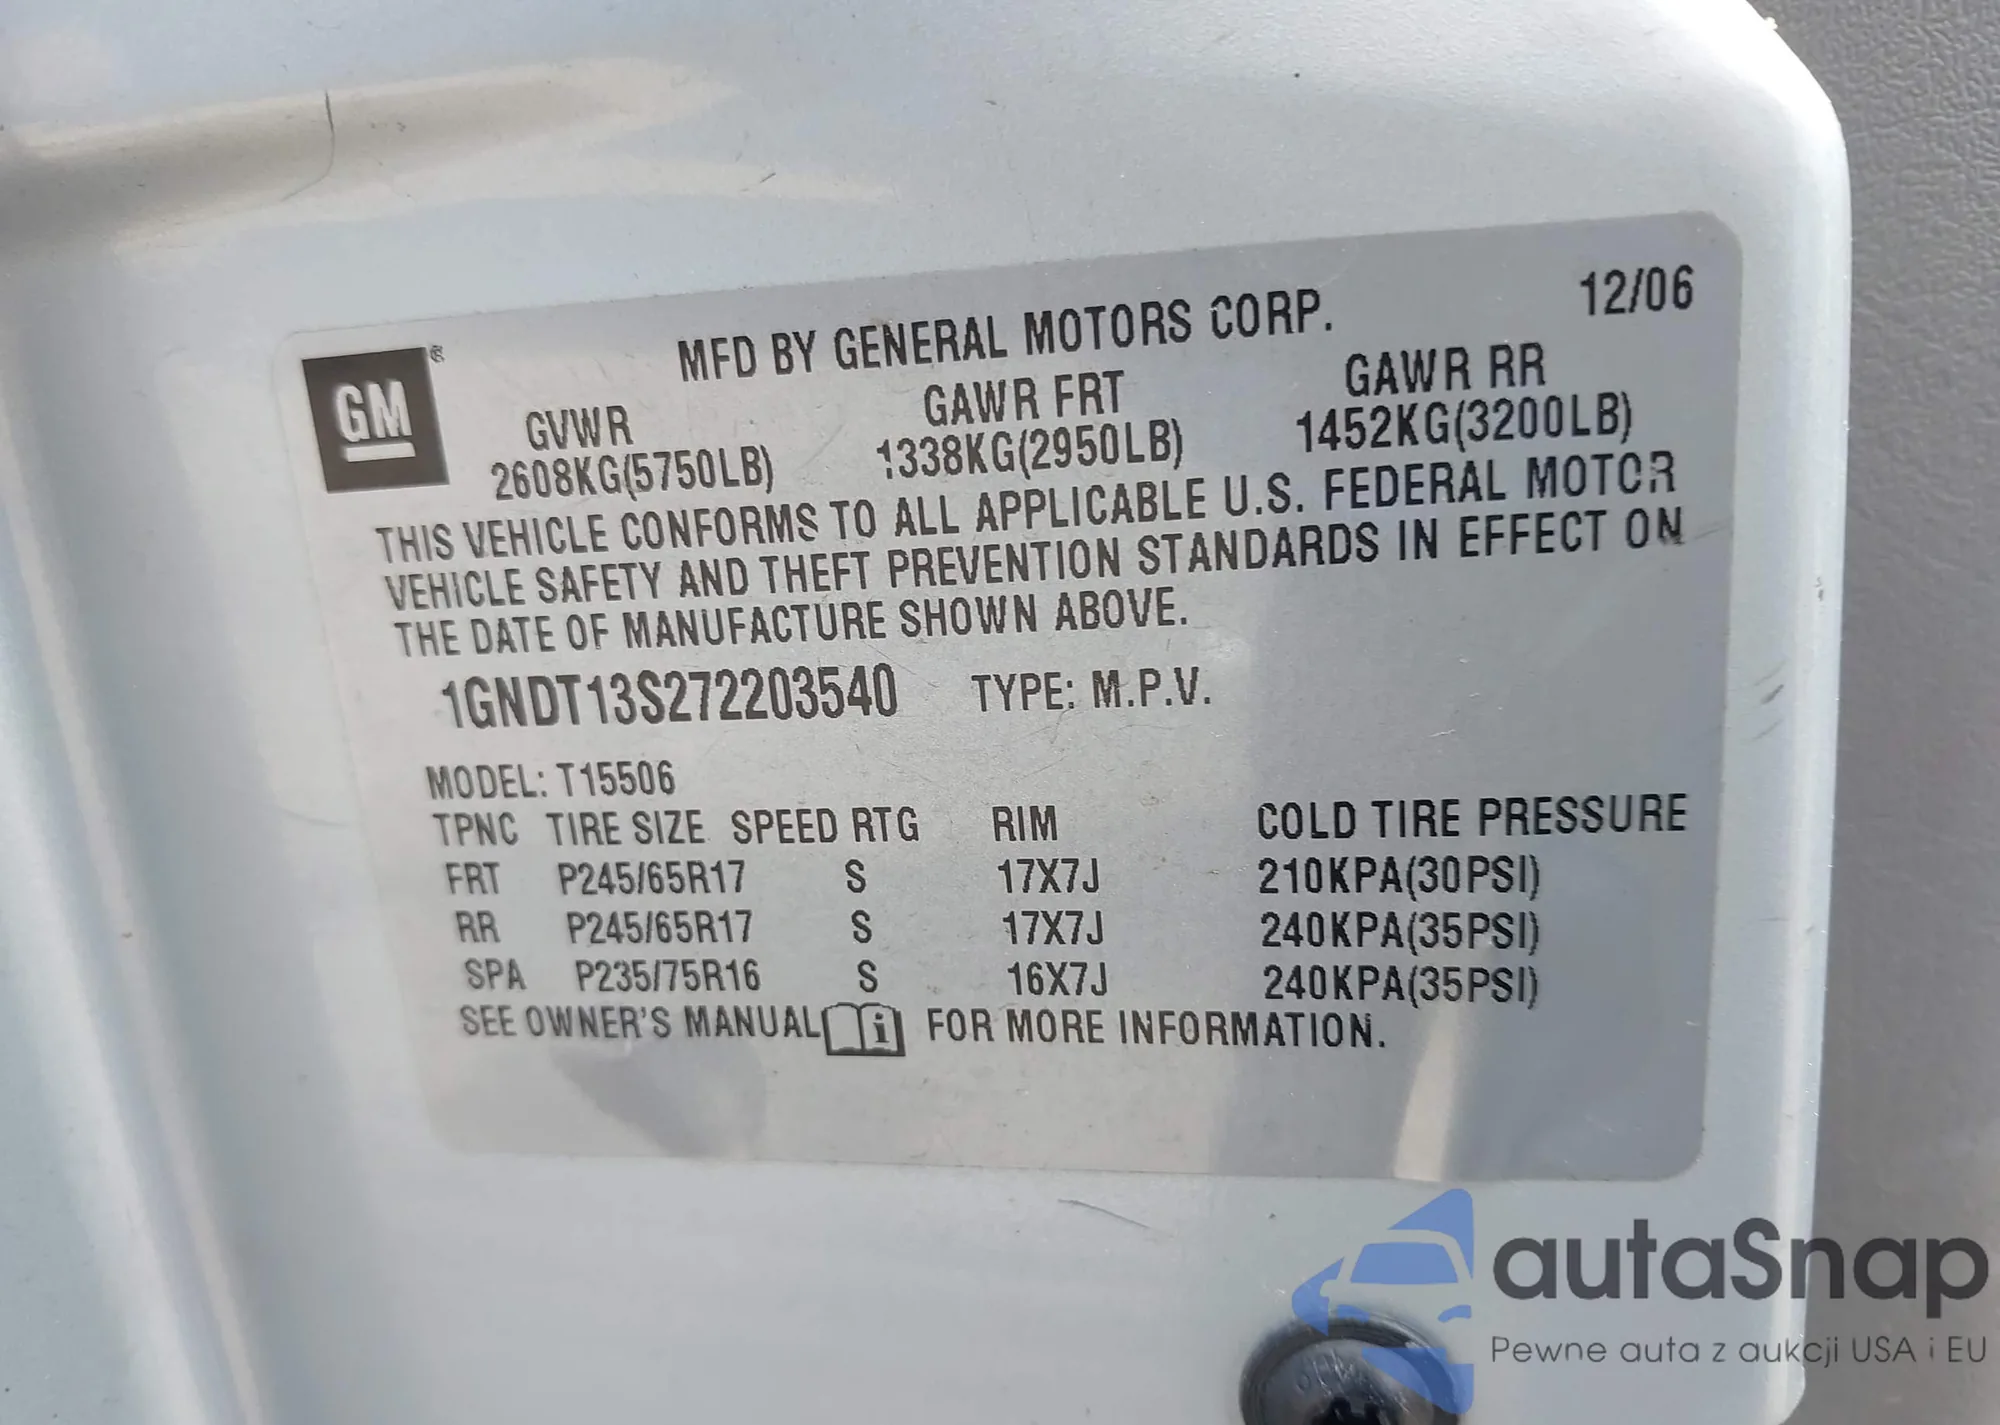 12/06
MFD BY GENERAL MOTORS CORP.
GM®
GVWR GAWR FRT GAWR RR
2608KG(5750LB) 1338KG(2950LB) 1452KG(3200LB)
THIS VEHICLE CONFORMS TO ALL APPLICABLE U.S. FEDERAL MOTOR
VEHICLE SAFETY AND THEFT PREVENTION STANDARDS IN EFFECT ON
THE DATE OF MANUFACTURE SHOWN ABOVE.
1GNDT13S272203540 TYPE: M.P.V.
MODEL: T15506
TPNC TIRE SIZE SPEED RTG RIM COLD TIRE PRESSURE
FRT P245/65R17 S 17X7J 210KPA(30PSI)
RR P245/65R17 S 17X7J 240KPA(35PSI)
SPA P235/75R16 S 16X7J 240KPA(35PSI)
SEE OWNER'S MANUAL i FOR MORE INFORMATION.
autaSnap
Pewne auta z aukcji USA i EU